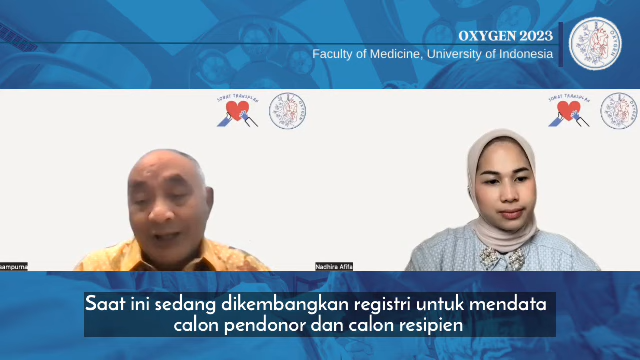 OXYGEN 2023
Faculty of Medicine, University of Indonesia
sampurna
Nadhira Afifa
Saat ini sedang dikembangkan registri untuk mendata
calon pendonor dan calon resipien